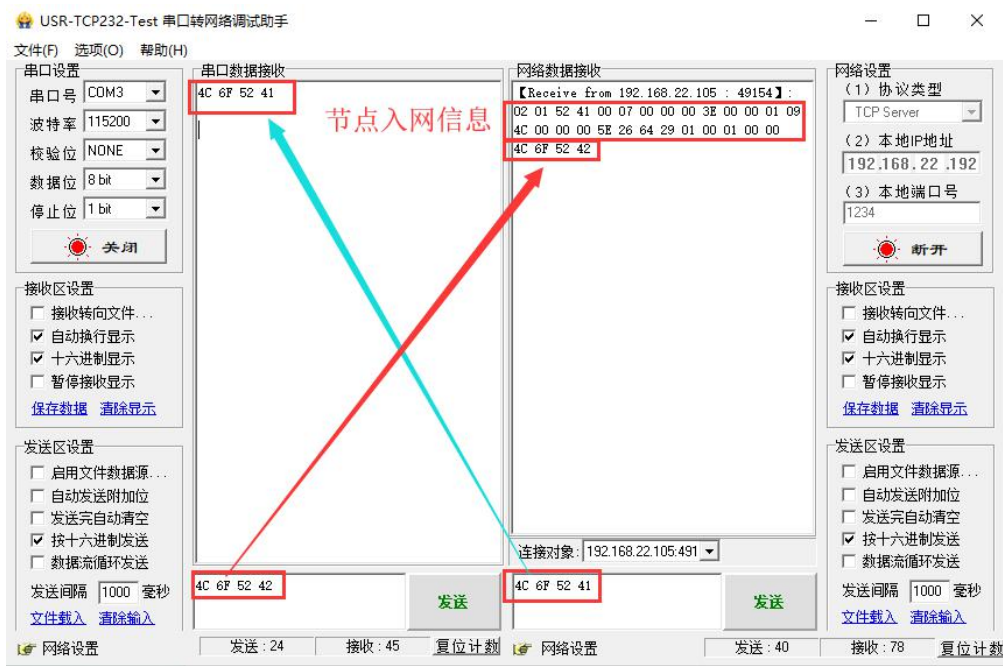 USR-TCP232-Test 串口转网络调试助手
文件(F) 选项(O) 帮助(H)
串口设置
串口号 COM3
波特率 115200
校验位 NONE
数据位 8 bit
停止位 1 bit
关闭
接收区设置
接收转向文件...
自动换行显示
十六进制显示
暂停接收显示
保存数据 清除显示
发送区设置
启用文件数据源...
自动发送附加位
发送完自动清空
按十六进制发送
数据流循环发送
发送间隔 1000 毫秒
文件载入 清除输入
串口数据接收
4C 6F 52 41
节点入网信息
4C 6F 52 42
发送
网络数据接收
【Receive from 192.168.22.105 : 49154】:
02 01 52 41 00 07 00 00 00 3E 00 00 01 09
4C 00 00 00 5E 26 64 29 01 00 01 00 00
4C 6F 52 42
连接对象: 192.168.22.105:491
4C 6F 52 41
发送
网络设置
(1) 协议类型
TCP Server
(2) 本地IP地址
192.168.22.192
(3) 本地端口号
1234
断开
接收区设置
接收转向文件...
自动换行显示
十六进制显示
暂停接收显示
保存数据 清除显示
发送区设置
启用文件数据源...
自动发送附加位
发送完自动清空
按十六进制发送
数据流循环发送
发送间隔 1000 毫秒
文件载入 清除输入
网络设置 发送:24 接收:45 复位计数
网络设置 发送:40 接收:78 复位计数